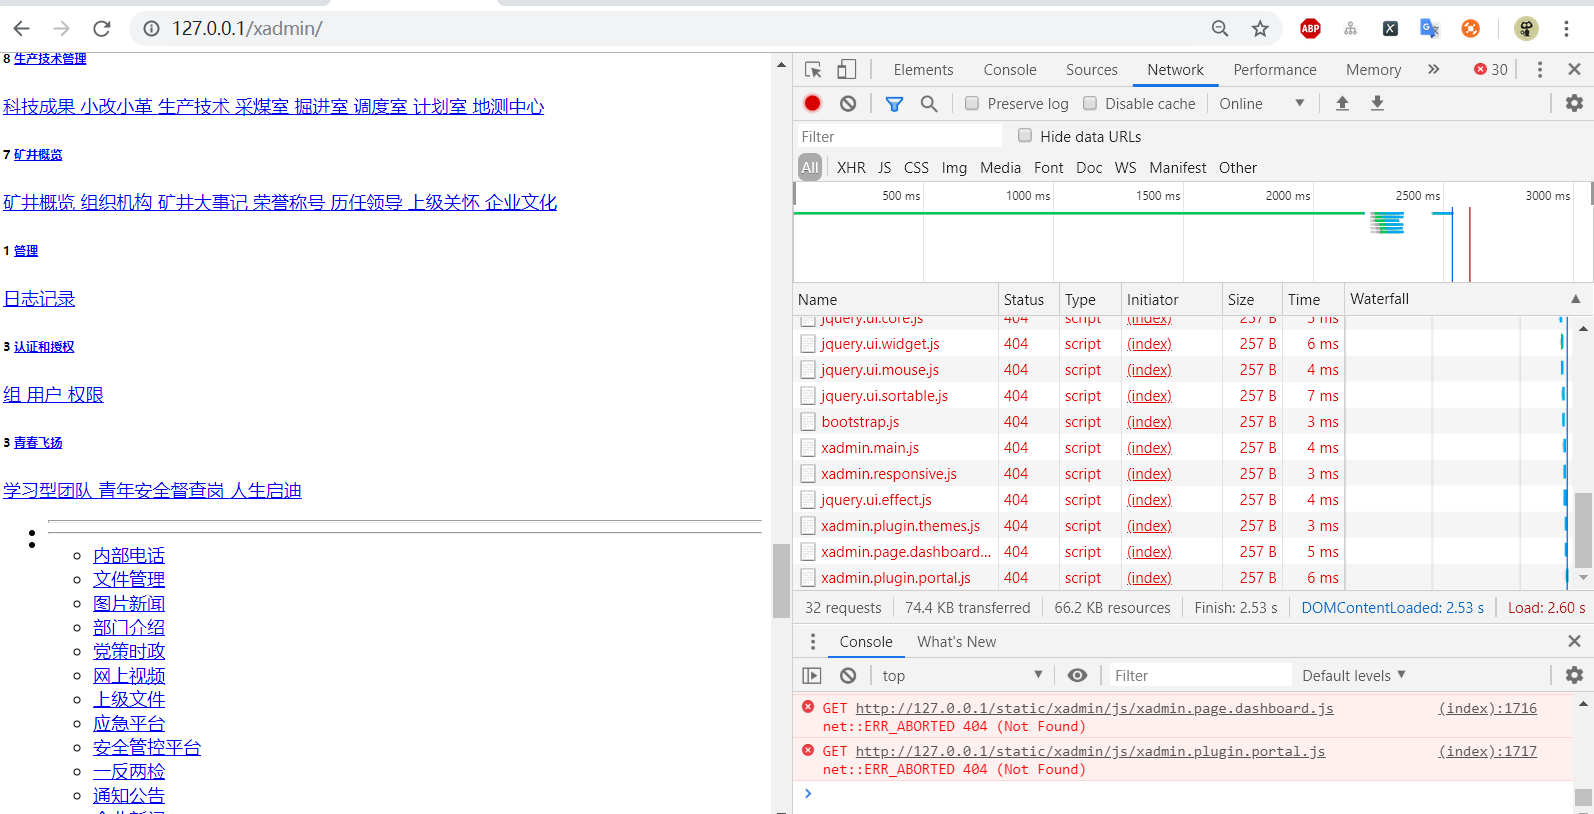 127.0.0.1/xadmin/
ABP
8 生产技术管理
科技成果 小改小革 生产技术 采煤室 掘进室 调度室 计划室 地测中心
7 矿井概览
矿井概览 组织机构 矿井大事记 荣誉称号 历任领导 上级关怀 企业文化
1 管理
日志记录
3 认证和授权
组 用户 权限
3 青春飞扬
学习型团队 青年安全督查岗 人生启迪
内部电话
文件管理
图片新闻
部门介绍
党策时政
网上视频
上级文件
应急平台
安全管控平台
一反两检
通知公告
Elements Console Sources Network Performance Memory 30
Preserve log Disable cache Online
Filter Hide data URLs
All XHR JS CSS Img Media Font Doc WS Manifest Other
500 ms 1000 ms 1500 ms 2000 ms 2500 ms 3000 ms
Name Status Type Initiator Size Time Waterfall
jquery.ui.core.js 404 script (index) 257 B 5 ms
jquery.ui.widget.js 404 script (index) 257 B 6 ms
jquery.ui.mouse.js 404 script (index) 257 B 4 ms
jquery.ui.sortable.js 404 script (index) 257 B 7 ms
bootstrap.js 404 script (index) 257 B 3 ms
xadmin.main.js 404 script (index) 257 B 4 ms
xadmin.responsive.js 404 script (index) 257 B 3 ms
jquery.ui.effect.js 404 script (index) 257 B 4 ms
xadmin.plugin.themes.js 404 script (index) 257 B 3 ms
xadmin.page.dashboard... 404 script (index) 257 B 5 ms
xadmin.plugin.portal.js 404 script (index) 257 B 6 ms
32 requests 74.4 KB transferred 66.2 KB resources Finish: 2.53 s DOMContentLoaded: 2.53 s Load: 2.60 s
Console What's New
top Filter Default levels
GET http://127.0.0.1/static/xadmin/js/xadmin.page.dashboard.js (index):1716
net::ERR_ABORTED 404 (Not Found)
GET http://127.0.0.1/static/xadmin/js/xadmin.plugin.portal.js (index):1717
net::ERR_ABORTED 404 (Not Found)